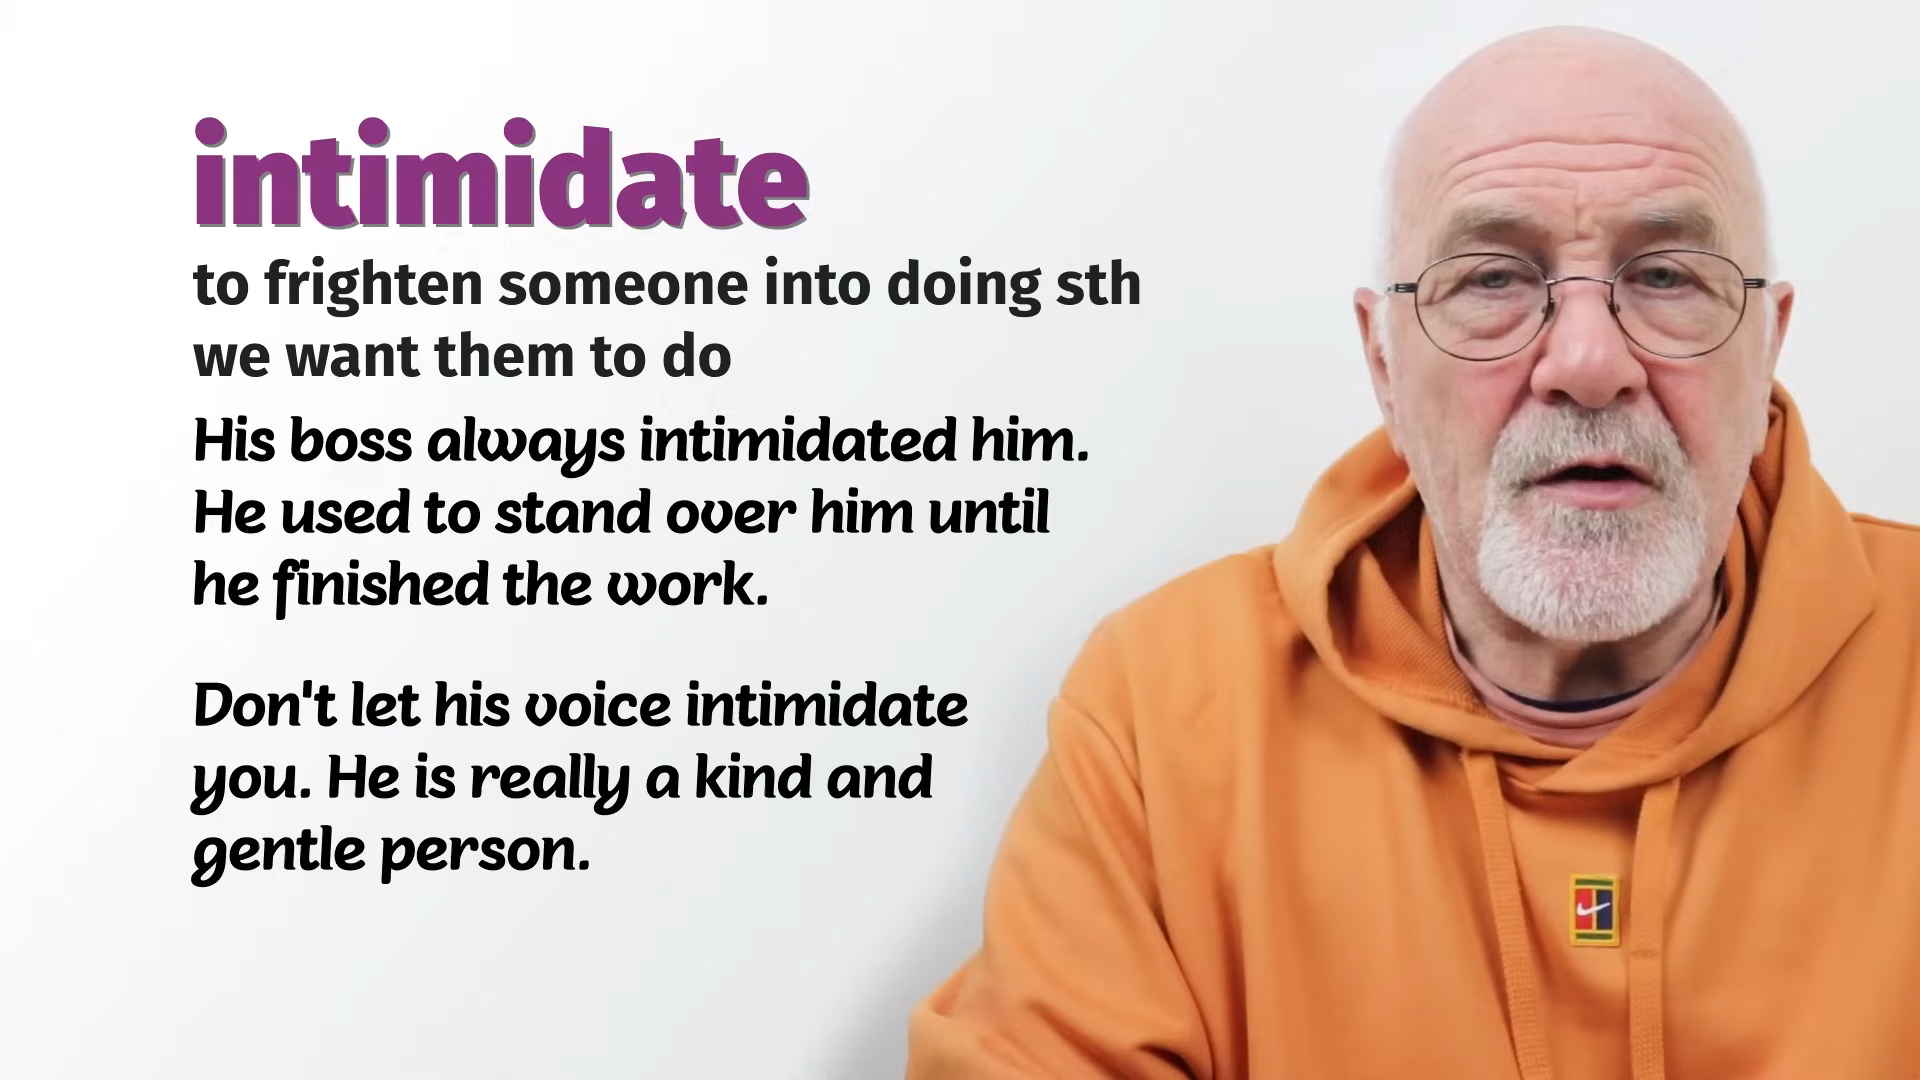 intimidate
to frighten someone into doing sth
we want them to do
His boss always intimidated him.
He used to stand over him until
he finished the work.
Don't let his voice intimidate
you. He is really a kind and
gentle person.